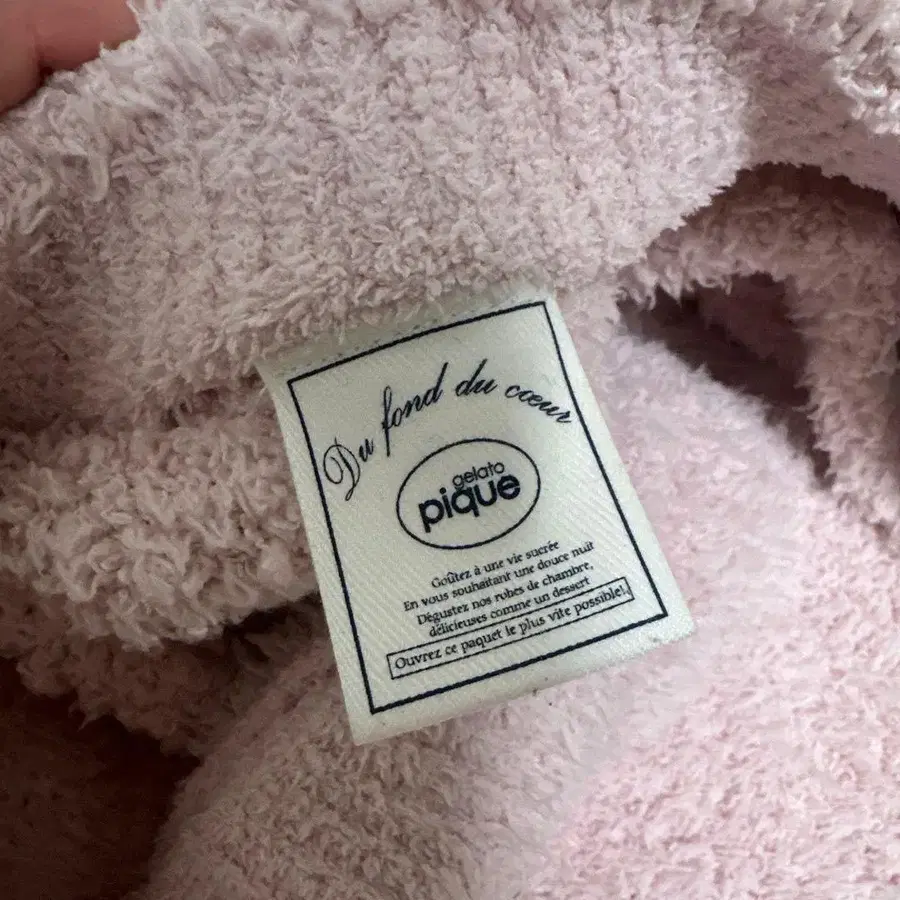 Du fond du cœur
gelato
pique
Goûtez à une vie sucrée
En vous souhaitant une douce nuit
Dégustez nos robes de chambre,
délicieuses comme un dessert
Ouvrez ce paquet le plus vite possible!